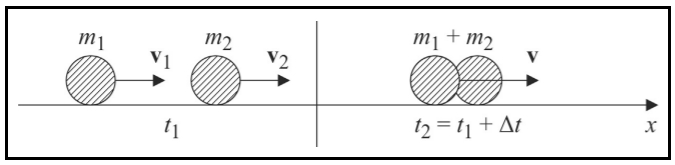 m₁ m₂ m₁ + m₂
v₁ v₂ v
t₁ t₂ = t₁ + Δt x